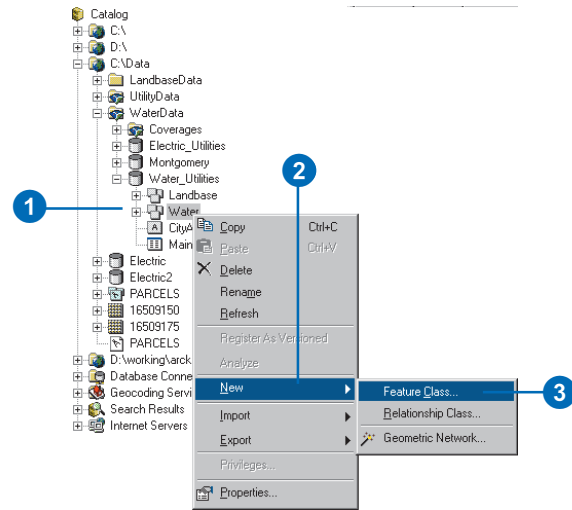 Catalog
C:\
D:\
C:\Data
LandbaseData
UtilityData
WaterData
Coverages
Electric_Utilities
Montgomery
Water_Utilities
Landbase
Water
CityA
Main
Electric
Electric2
PARCELS
16509150
16509175
PARCELS
D:\working\arck
Database Conne
Geocoding Servi
Search Results
Internet Servers
1
2
Copy Ctrl+C
Paste Ctrl+V
Delete
Rename
Refresh
Register As Versioned
Analyze
New
Import
Export
Privileges...
Properties...
Feature Class...
Relationship Class...
Geometric Network...
3
A